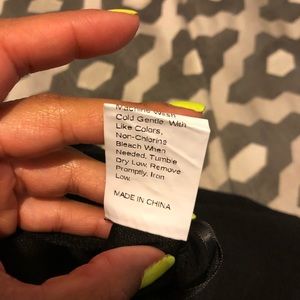 Machine Wash
Cold Gentle, With
Like Colors,
Non-Chlorine
Bleach When
Needed, Tumble
Dry Low, Remove
Promptly, Iron
Low.
MADE IN CHINA